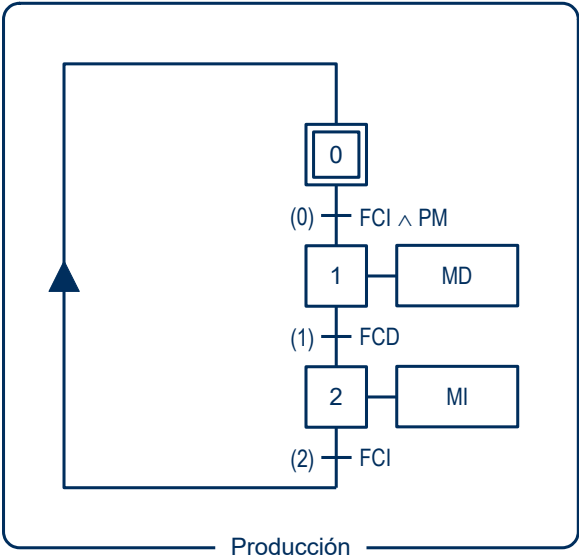 0
(0) FCI ∧ PM
1 MD
(1) FCD
2 MI
(2) FCI
Producción